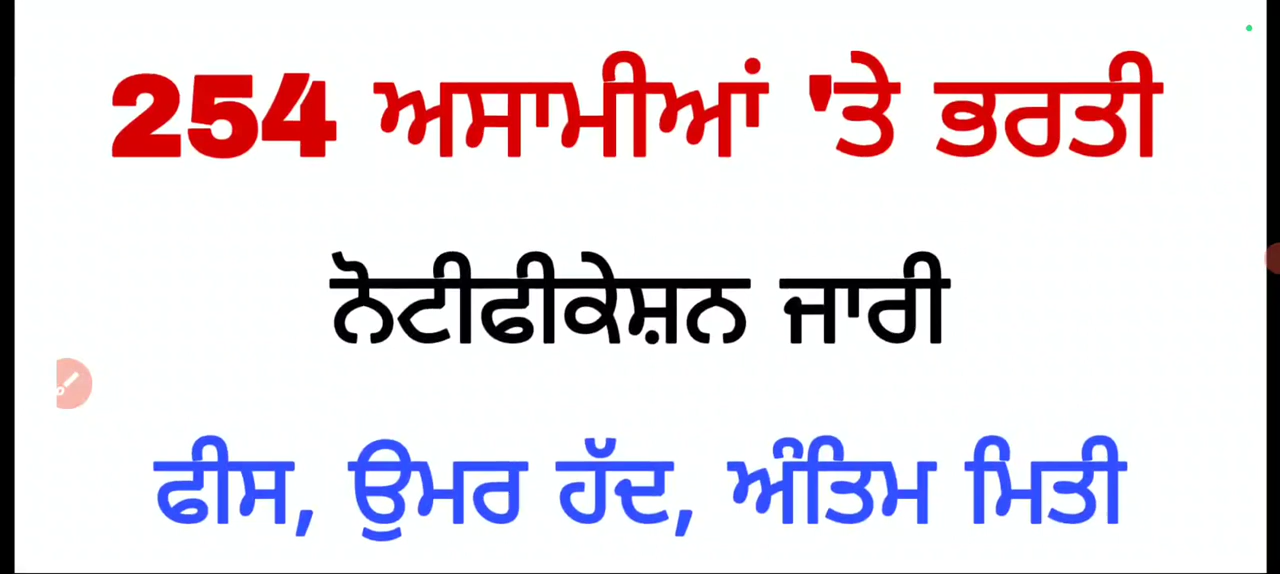 254 ਅਸਾਮੀਆਂ 'ਤੇ ਭਰਤੀ
ਨੋਟੀਫੀਕੇਸ਼ਨ ਜਾਰੀ
ਫੀਸ, ਉਮਰ ਹੱਦ, ਅੰਤਿਮ ਮਿਤੀ